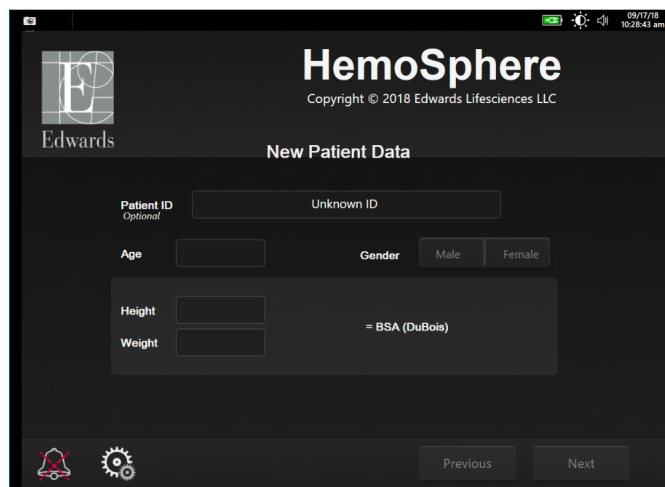 09/17/18
10:28:43 am
HemoSphere
Copyright © 2018 Edwards Lifesciences LLC
Edwards
New Patient Data
Patient ID
Optional
Unknown ID
Age
Gender
Male
Female
Height
= BSA (DuBois)
Weight
Previous
Next